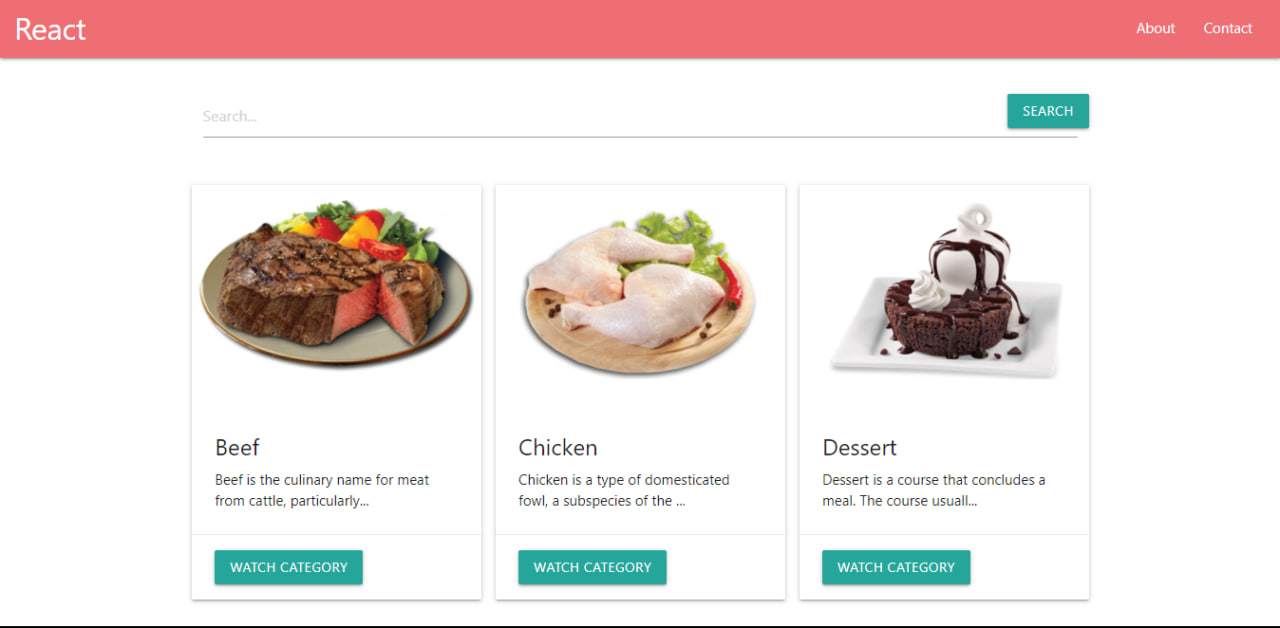 React
About
Contact
Search...
SEARCH
Beef
Beef is the culinary name for meat
from cattle, particularly...
WATCH CATEGORY
Chicken
Chicken is a type of domesticated
fowl, a subspecies of the ...
WATCH CATEGORY
Dessert
Dessert is a course that concludes a
meal. The course usuall...
WATCH CATEGORY